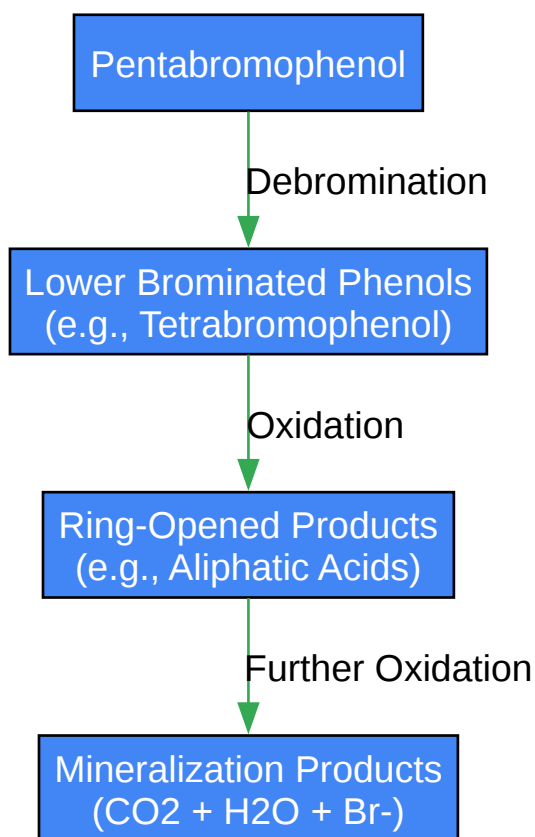 Pentabromophenol
Debromination
Lower Brominated Phenols
(e.g., Tetrabromophenol)
Oxidation
Ring-Opened Products
(e.g., Aliphatic Acids)
Further Oxidation
Mineralization Products
(CO2 + H2O + Br-)